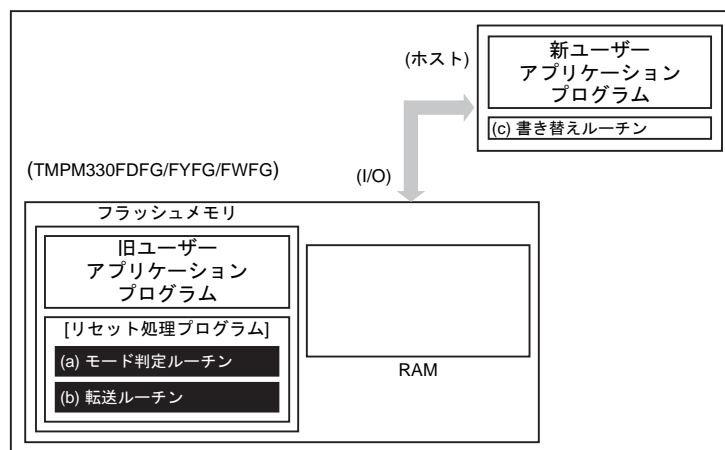 (ホスト)
新ユーザー
アプリケーション
プログラム
(c) 書き替えルーチン
(TMPM330FDFG/FYFG/FWFG)
(I/O)
フラッシュメモリ
旧ユーザー
アプリケーション
プログラム
[リセット処理プログラム]
(a) モード判定ルーチン
(b) 転送ルーチン
RAM